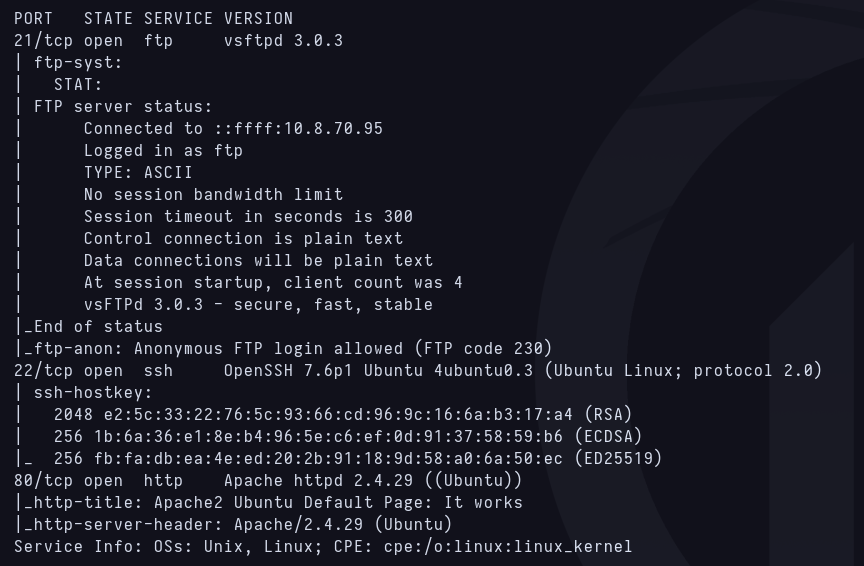 PORT   STATE SERVICE VERSION
21/tcp open  ftp     vsftpd 3.0.3
| ftp-syst:
|   STAT:
| FTP server status:
|      Connected to ::ffff:10.8.70.95
|      Logged in as ftp
|      TYPE: ASCII
|      No session bandwidth limit
|      Session timeout in seconds is 300
|      Control connection is plain text
|      Data connections will be plain text
|      At session startup, client count was 4
|      vsFTPd 3.0.3 - secure, fast, stable
|_End of status
|_ftp-anon: Anonymous FTP login allowed (FTP code 230)
22/tcp open  ssh     OpenSSH 7.6p1 Ubuntu 4ubuntu0.3 (Ubuntu Linux; protocol 2.0)
| ssh-hostkey:
|   2048 e2:5c:33:22:76:5c:93:66:cd:96:9c:16:6a:b3:17:a4 (RSA)
|   256 1b:6a:36:e1:8e:b4:96:5e:c6:ef:0d:91:37:58:59:b6 (ECDSA)
|_  256 fb:fa:db:ea:4e:ed:20:2b:91:18:9d:58:a0:6a:50:ec (ED25519)
80/tcp open  http    Apache httpd 2.4.29 ((Ubuntu))
|_http-title: Apache2 Ubuntu Default Page: It works
|_http-server-header: Apache/2.4.29 (Ubuntu)
Service Info: OSs: Unix, Linux; CPE: cpe:/o:linux:linux_kernel